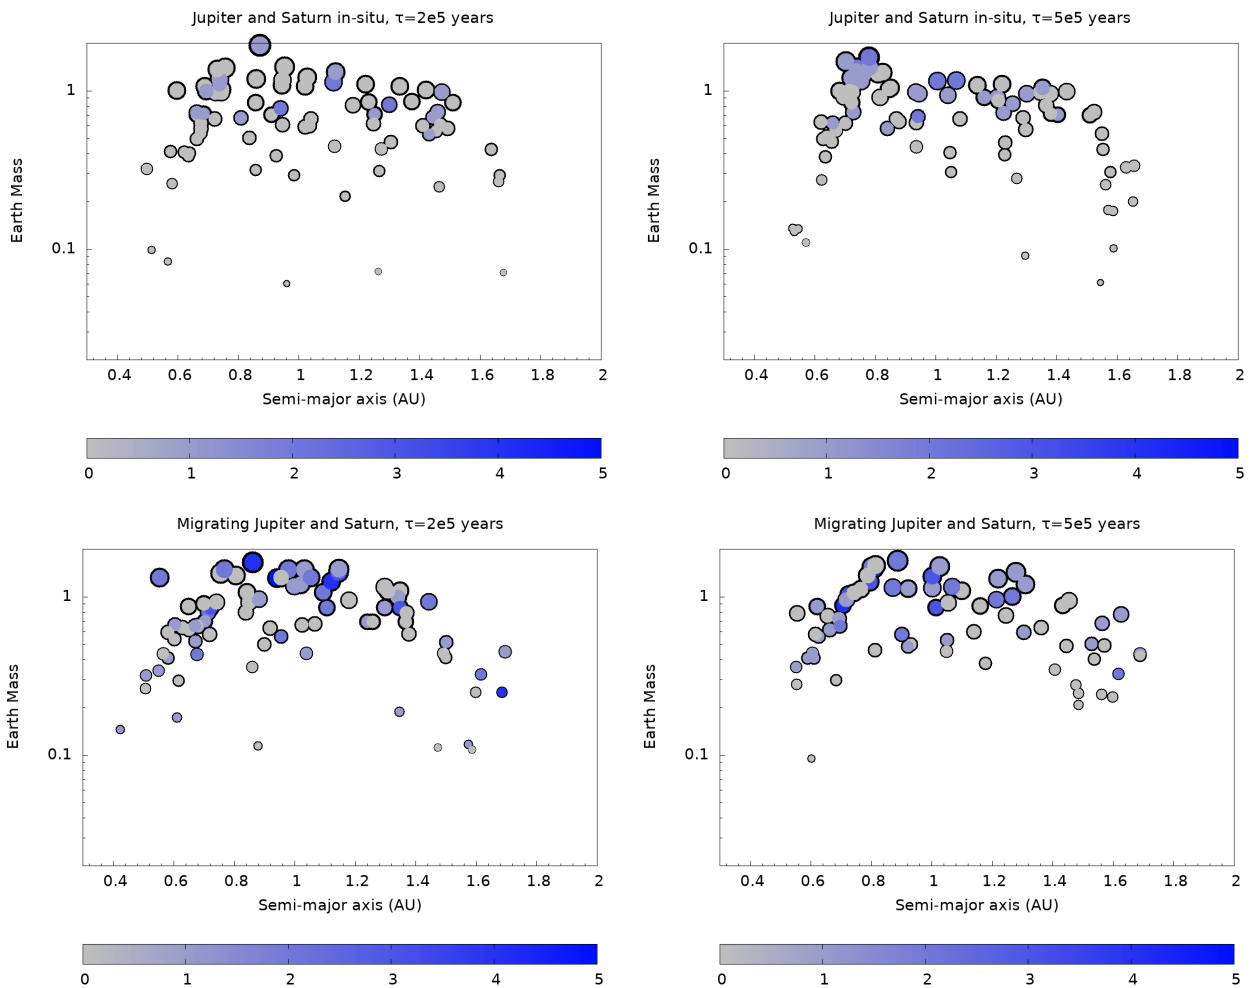 Jupiter and Saturn in-situ, τ=2e5 years
1
0.1
Earth Mass
0.4 0.6 0.8 1 1.2 1.4 1.6 1.8 2
Semi-major axis (AU)
0 1 2 3 4 5
Jupiter and Saturn in-situ, τ=5e5 years
1
0.1
Earth Mass
0.4 0.6 0.8 1 1.2 1.4 1.6 1.8 2
Semi-major axis (AU)
0 1 2 3 4 5
Migrating Jupiter and Saturn, τ=2e5 years
1
0.1
Earth Mass
0.4 0.6 0.8 1 1.2 1.4 1.6 1.8 2
Semi-major axis (AU)
0 1 2 3 4 5
Migrating Jupiter and Saturn, τ=5e5 years
1
0.1
Earth Mass
0.4 0.6 0.8 1 1.2 1.4 1.6 1.8 2
Semi-major axis (AU)
0 1 2 3 4 5